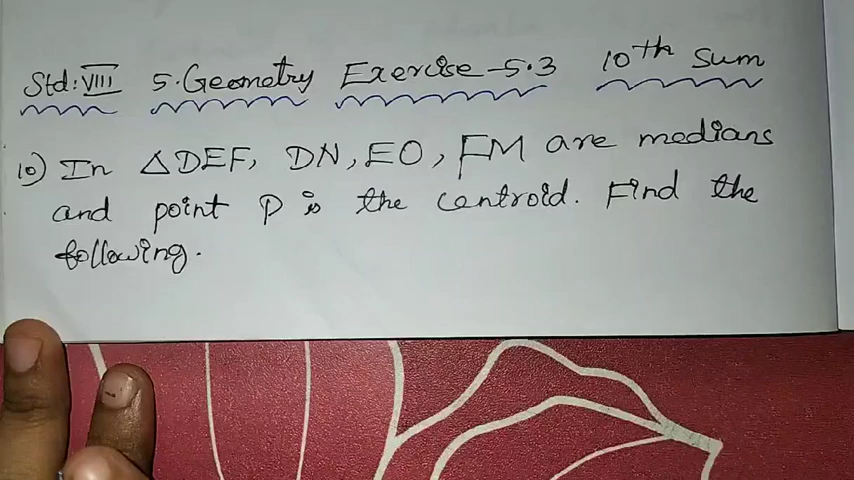 Std: VIII 5. Geometry Exercise-5.3 10th Sum
10) In △DEF, DN, EO, FM are medians
and point P is the centroid. Find the
following.